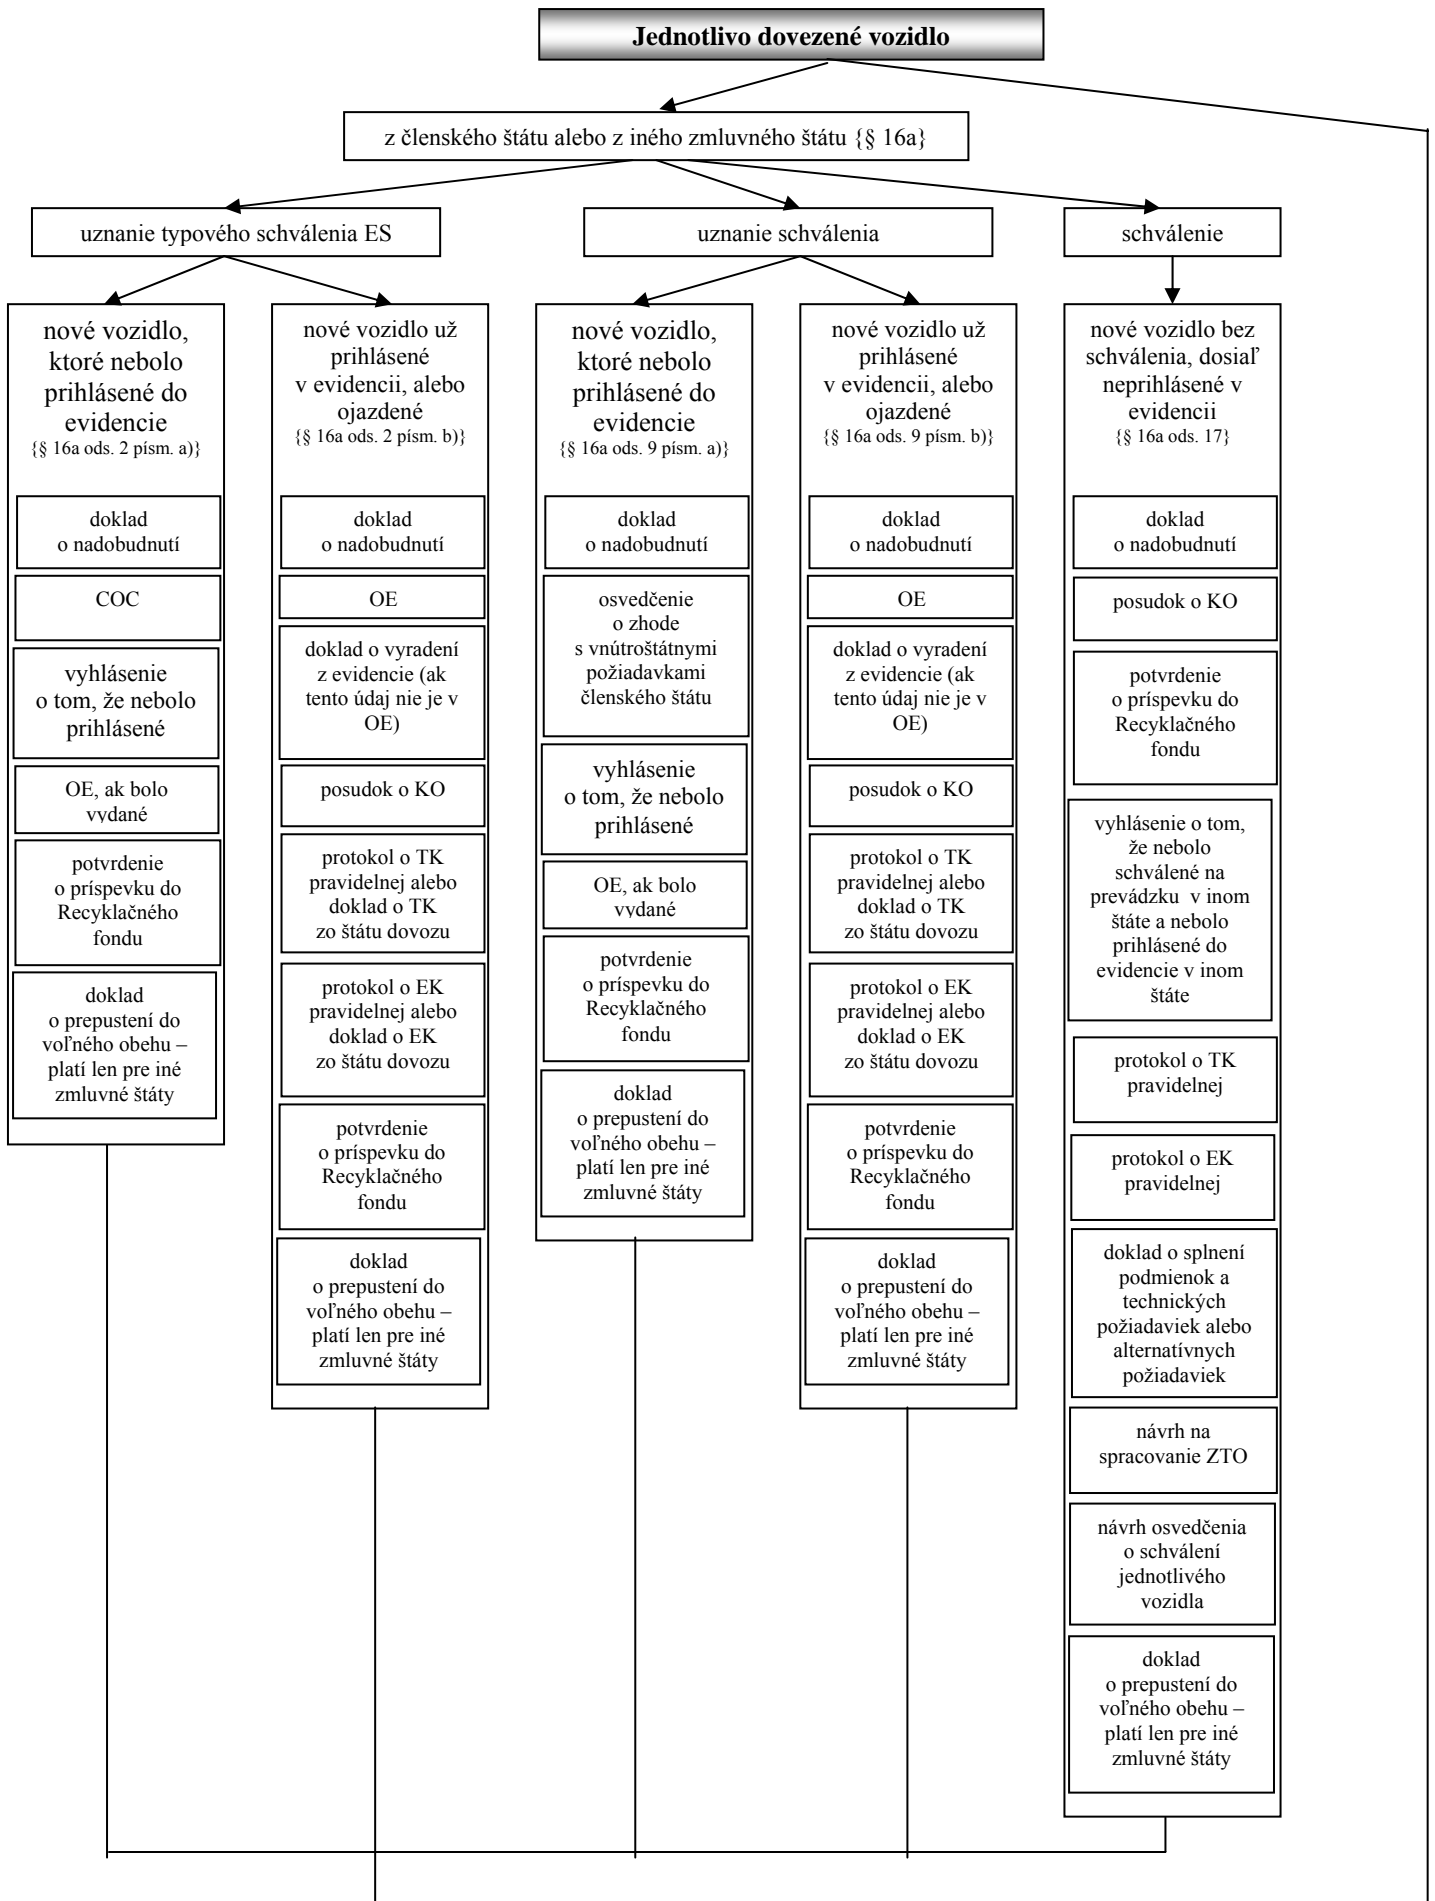 Jednotlivo dovezené vozidlo
z členského štátu alebo z iného zmluvného štátu {§ 16a}
uznanie typového schválenia ES
uznanie schválenia
schválenie
nové vozidlo,
ktoré nebolo
prihlásené do
evidencie
{§ 16a ods. 2 písm. a)}
doklad
o nadobudnutí
COC
vyhlásenie
o tom, že nebolo
prihlásené
OE, ak bolo
vydané
potvrdenie
o príspevku do
Recyklačného
fondu
doklad
o prepustení do
voľného obehu –
platí len pre iné
zmluvné štáty
nové vozidlo už
prihlásené
v evidencii, alebo
ojazdené
{§ 16a ods. 2 písm. b)}
doklad
o nadobudnutí
OE
doklad o vyradení
z evidencie (ak
tento údaj nie je v
OE)
posudok o KO
protokol o TK
pravidelnej alebo
doklad o TK
zo štátu dovozu
protokol o EK
pravidelnej alebo
doklad o EK
zo štátu dovozu
potvrdenie
o príspevku do
Recyklačného
fondu
doklad
o prepustení do
voľného obehu –
platí len pre iné
zmluvné štáty
nové vozidlo,
ktoré nebolo
prihlásené do
evidencie
{§ 16a ods. 9 písm. a)}
doklad
o nadobudnutí
osvedčenie
o zhode
s vnútroštátnymi
požiadavkami
členského štátu
vyhlásenie
o tom, že nebolo
prihlásené
OE, ak bolo
vydané
potvrdenie
o príspevku do
Recyklačného
fondu
doklad
o prepustení do
voľného obehu –
platí len pre iné
zmluvné štáty
nové vozidlo už
prihlásené
v evidencii, alebo
ojazdené
{§ 16a ods. 9 písm. b)}
doklad
o nadobudnutí
OE
doklad o vyradení
z evidencie (ak
tento údaj nie je v
OE)
posudok o KO
protokol o TK
pravidelnej alebo
doklad o TK
zo štátu dovozu
protokol o EK
pravidelnej alebo
doklad o EK
zo štátu dovozu
potvrdenie
o príspevku do
Recyklačného
fondu
doklad
o prepustení do
voľného obehu –
platí len pre iné
zmluvné štáty
nové vozidlo bez
schválenia, dosiaľ
neprihlásené v
evidencii
{§ 16a ods. 17}
doklad
o nadobudnutí
posudok o KO
potvrdenie
o príspevku do
Recyklačného
fondu
vyhlásenie o tom,
že nebolo
schválené na
prevádzku v inom
štáte a nebolo
prihlásené do
evidencie v inom
štáte
protokol o TK
pravidelnej
protokol o EK
pravidelnej
doklad o splnení
podmienok a
technických
požiadaviek alebo
alternatívnych
požiadaviek
návrh na
spracovanie ZTO
návrh osvedčenia
o schválení
jednotlivého
vozidla
doklad
o prepustení do
voľného obehu –
platí len pre iné
zmluvné štáty